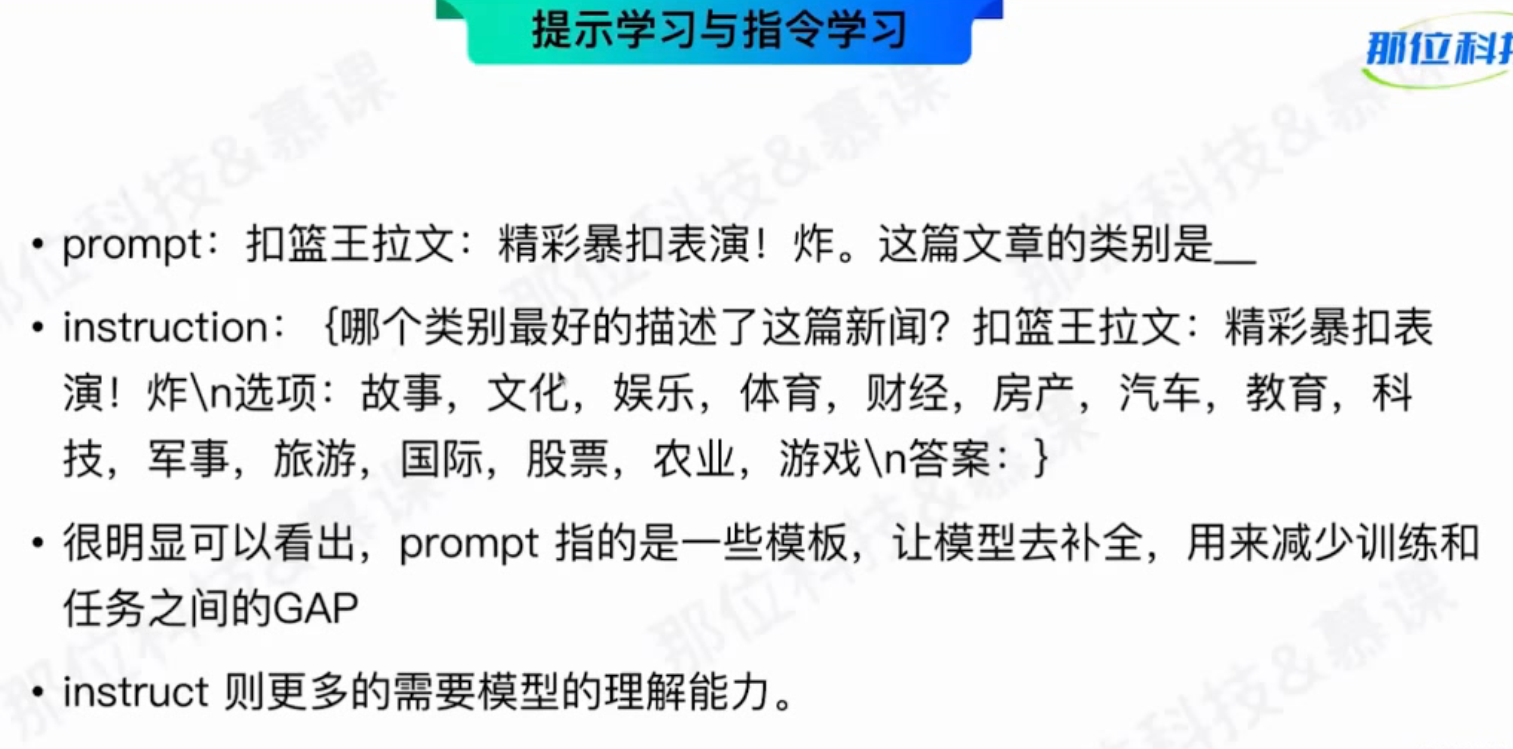 提示学习与指令学习
那位科技
• prompt：扣篮王拉文：精彩暴扣表演！炸。这篇文章的类别是__
• instruction： {哪个类别最好的描述了这篇新闻？扣篮王拉文：精彩暴扣表
演！炸\n选项：故事，文化，娱乐，体育，财经，房产，汽车，教育，科
技，军事，旅游，国际，股票，农业，游戏\n答案：}
• 很明显可以看出，prompt 指的是一些模板，让模型去补全，用来减少训练和
任务之间的GAP
• instruct 则更多的需要模型的理解能力。
那位科技&慕课